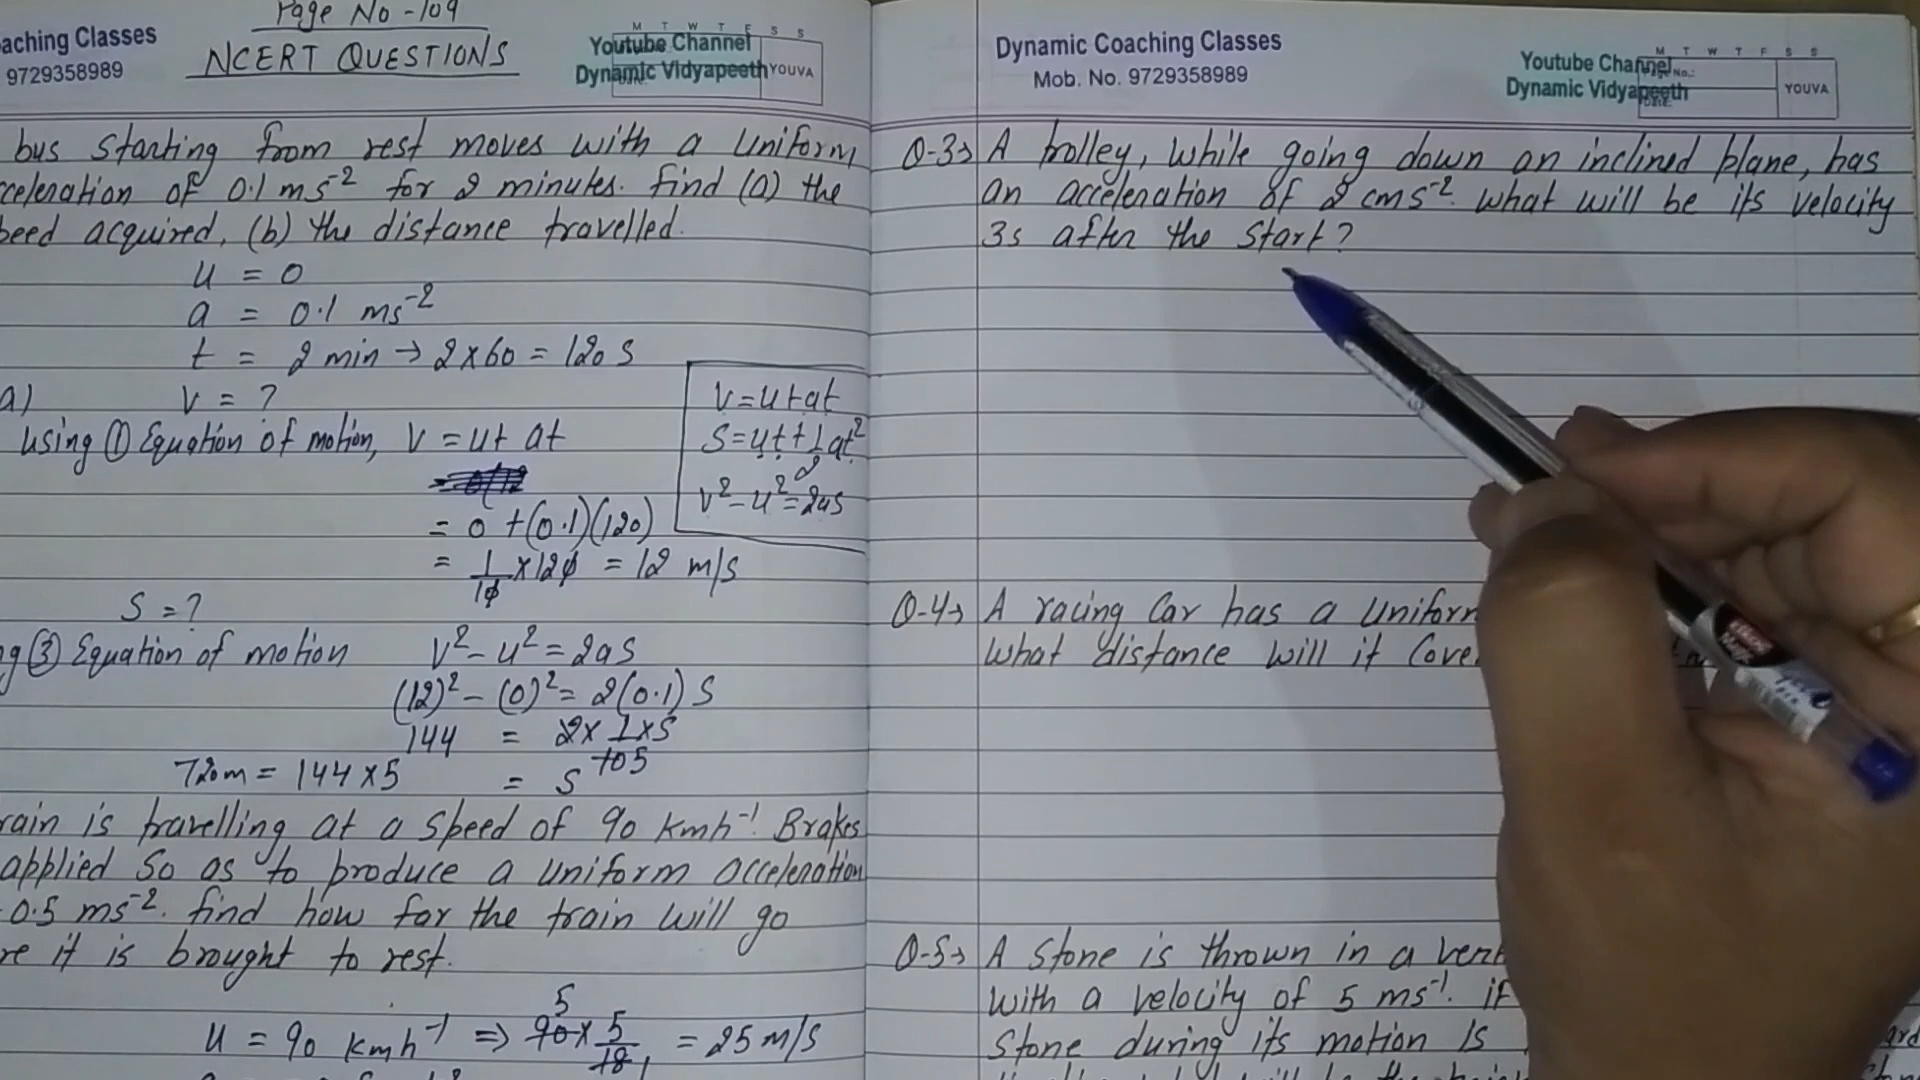 Page No - 109
NCERT QUESTIONS
aching Classes
9729358989
M T W T F S S
Youtube Channel
Dynamic Vidyapeeth
YOUVA
bus starting from rest moves with a uniform
cceleration of 0.1 ms⁻² for 2 minutes. find (a) the
peed acquired, (b) the distance travelled.
u = 0
a = 0.1 ms⁻²
t = 2 min → 2×60 = 120 s
a) v = ?
using ① Equation of motion, v = u+at
= 0 + (0.1)(120)
= 1/10 × 120 = 12 m/s
v = u+at
S = ut + 1/2 at²
v² - u² = 2as
S = ?
g ③ Equation of motion v² - u² = 2as
(12)² - (0)² = 2(0.1) S
144 = 2 × 1/10 × S
5
720m = 144 × 5 = S
rain is travelling at a speed of 90 kmh⁻¹. Brakes
applied so as to produce a uniform acceleration
-0.5 ms⁻². find how far the train will go
re it is brought to rest.
5
u = 90 kmh⁻¹ ⇒ 90 × 5/18 = 25 m/s
Dynamic Coaching Classes
Mob. No. 9729358989
M T W T F S S
Youtube Channel
Dynamic Vidyapeeth
Page No.:
Date:
YOUVA
Q-3→ A trolley, while going down an inclined plane, has
an acceleration of 2 cms⁻². what will be its velocity
3s after the start?
Q-4→ A racing car has a uniform
what distance will it cove
Q-5→ A stone is thrown in a vert
with a velocity of 5 ms⁻¹. if
stone during its motion is